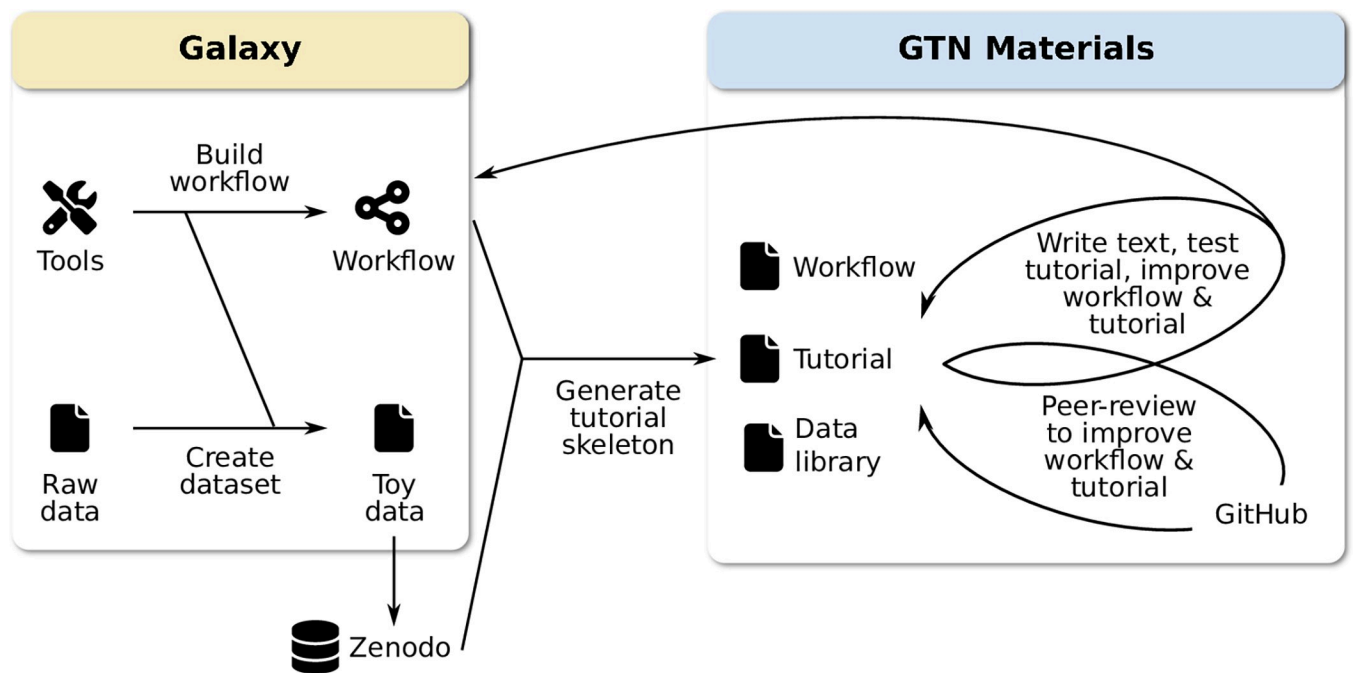 Galaxy
GTN Materials
Build
workflow
Tools
Workflow
Create
dataset
Raw
data
Toy
data
Zenodo
Generate
tutorial
skeleton
Workflow
Tutorial
Data
library
Write text, test
tutorial, improve
workflow &
tutorial
Peer-review
to improve
workflow &
tutorial
GitHub